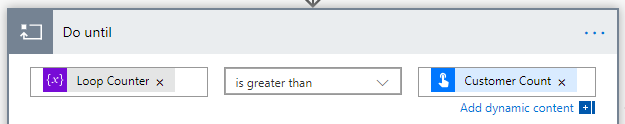 Do until
{x} Loop Counter × is greater than Customer Count ×
Add dynamic content